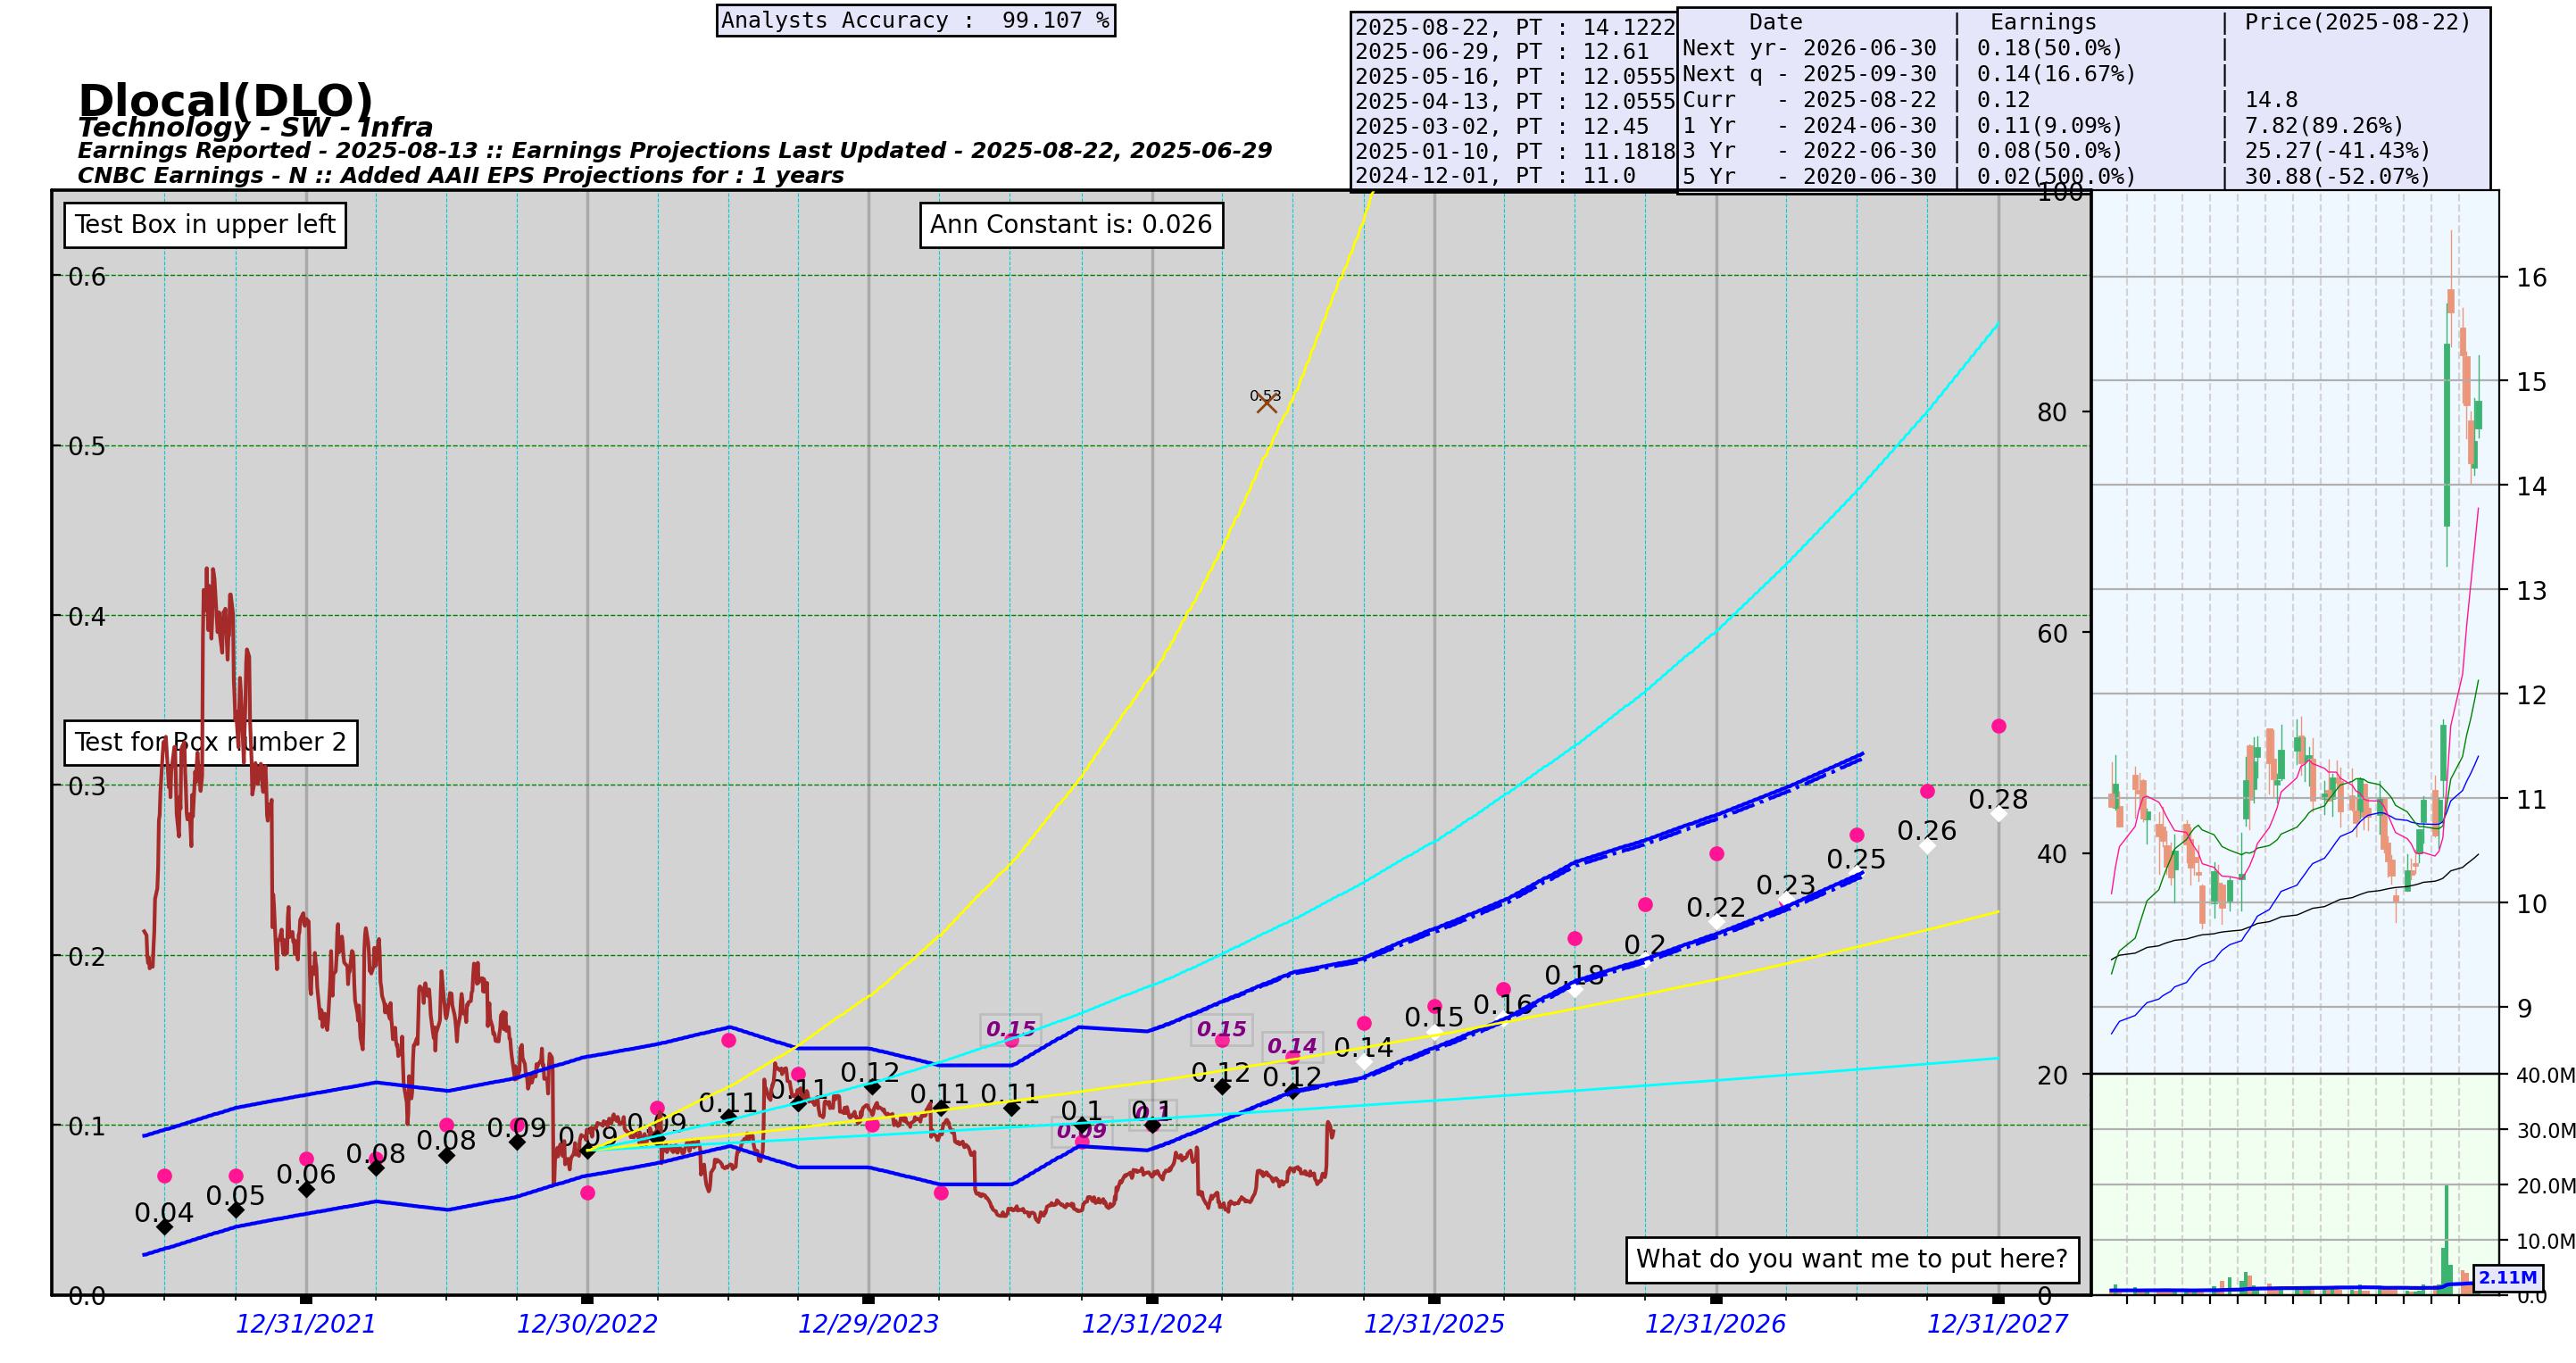 Analysts Accuracy :  99.107 %
2025-08-22, PT : 14.1222
2025-06-29, PT : 12.61
2025-05-16, PT : 12.0555
2025-04-13, PT : 12.0555
2025-03-02, PT : 12.45
2025-01-10, PT : 11.1818
2024-12-01, PT : 11.0
Date | Earnings | Price(2025-08-22)
Next yr- 2026-06-30 | 0.18(50.0%) |
Next q - 2025-09-30 | 0.14(16.67%) |
Curr - 2025-08-22 | 0.12 | 14.8
1 Yr - 2024-06-30 | 0.11(9.09%) | 7.82(89.26%)
3 Yr - 2022-06-30 | 0.08(50.0%) | 25.27(-41.43%)
5 Yr - 2020-06-30 | 0.02(500.0%) | 30.88(-52.07%)
Dlocal(DLO)
Technology - SW - Infra
Earnings Reported - 2025-08-13 :: Earnings Projections Last Updated - 2025-08-22, 2025-06-29
CNBC Earnings - N :: Added AAII EPS Projections for : 1 years
Test Box in upper left
Ann Constant is: 0.026
Test for Box number 2
What do you want me to put here?
0.6
0.5
0.4
0.3
0.2
0.1
0.0
0.53
0.04
0.05
0.06
0.08
0.08
0.09
0.09
0.09
0.11
0.11
0.12
0.11
0.11
0.1
0.1
0.12
0.12
0.14
0.15
0.16
0.18
0.2
0.22
0.23
0.25
0.26
0.28
0.15
0.09
0.1
0.15
0.14
100
80
60
40
20
0
16
15
14
13
12
11
10
9
40.0M
30.0M
20.0M
10.0M
0.0
2.11M
12/31/2021
12/30/2022
12/29/2023
12/31/2024
12/31/2025
12/31/2026
12/31/2027